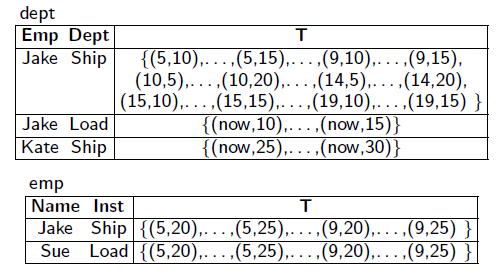 dept
Emp Dept T
Jake Ship {(5,10),...,(5,15),...,(9,10),...,(9,15),
(10,5),...,(10,20),...,(14,5),...,(14,20),
(15,10),...,(15,15),...,(19,10),...,(19,15) }
Jake Load {(now,10),...,(now,15)}
Kate Ship {(now,25),...,(now,30)}
emp
Name Inst T
Jake Ship {(5,20),...,(5,25),...,(9,20),...,(9,25) }
Sue Load {(5,20),...,(5,25),...,(9,20),...,(9,25) }